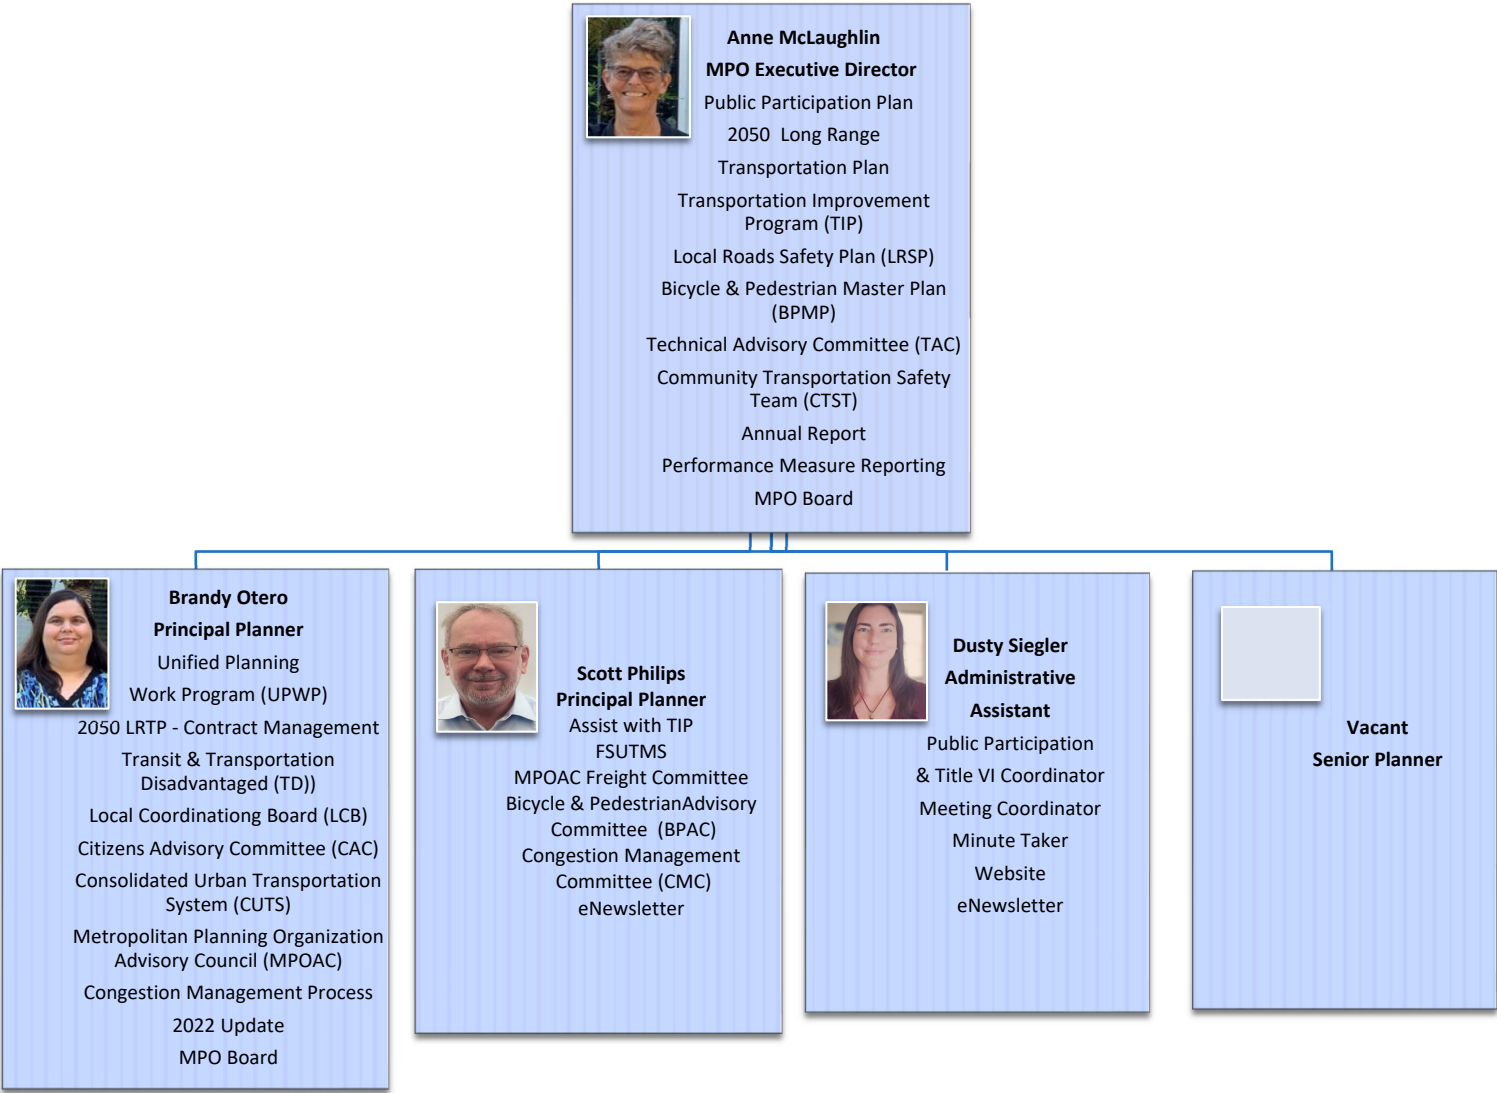 Anne McLaughlin
MPO Executive Director
Public Participation Plan
2050 Long Range
Transportation Plan
Transportation Improvement
Program (TIP)
Local Roads Safety Plan (LRSP)
Bicycle & Pedestrian Master Plan
(BPMP)
Technical Advisory Committee (TAC)
Community Transportation Safety
Team (CTST)
Annual Report
Performance Measure Reporting
MPO Board
Brandy Otero
Principal Planner
Unified Planning
Work Program (UPWP)
2050 LRTP - Contract Management
Transit & Transportation
Disadvantaged (TD))
Local Coordinationg Board (LCB)
Citizens Advisory Committee (CAC)
Consolidated Urban Transportation
System (CUTS)
Metropolitan Planning Organization
Advisory Council (MPOAC)
Congestion Management Process
2022 Update
MPO Board
Scott Philips
Principal Planner
Assist with TIP
FSUTMS
MPOAC Freight Committee
Bicycle & PedestrianAdvisory
Committee (BPAC)
Congestion Management
Committee (CMC)
eNewsletter
Dusty Siegler
Administrative
Assistant
Public Participation
& Title VI Coordinator
Meeting Coordinator
Minute Taker
Website
eNewsletter
Vacant
Senior Planner